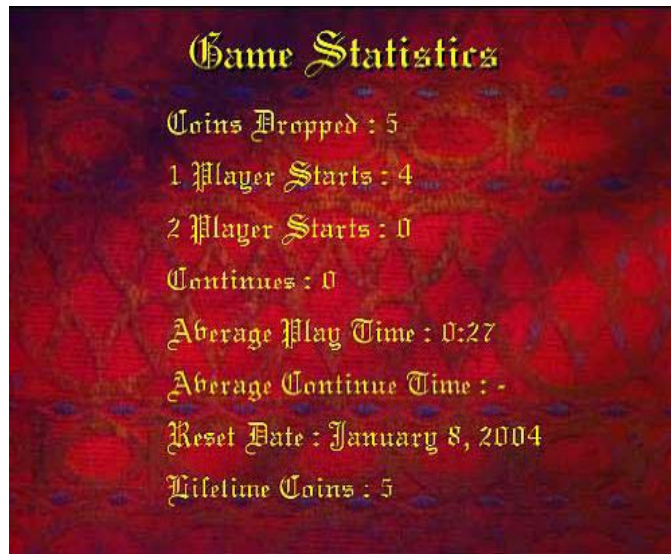 Game Statistics
Coins Dropped : 5
1 Player Starts : 4
2 Player Starts : 0
Continues : 0
Average Play Time : 0:27
Average Continue Time : -
Reset Date : January 8, 2004
Lifetime Coins : 5